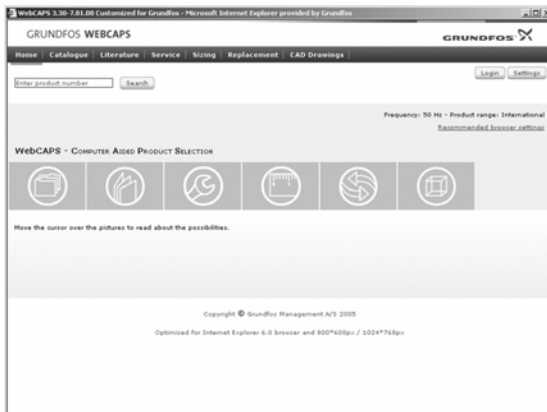 WebCAPS 3.30-7.01.00 Customized for Grundfos - Microsoft Internet Explorer provided by Grundfos
GRUNDFOS WEBCAPS
GRUNDFOS
Home Catalogue Literature Service Sizing Replacement CAD Drawings
Login Settings
Enter product number Search
Frequency: 50 Hz - Product range: International
Recommended browser settings
WebCAPS - Computer Aided Product Selection
Move the cursor over the pictures to read about the possibilities.
Copyright © Grundfos Management A/S 2005
Optimized for Internet Explorer 6.0 browser and 800*600px / 1024*768px